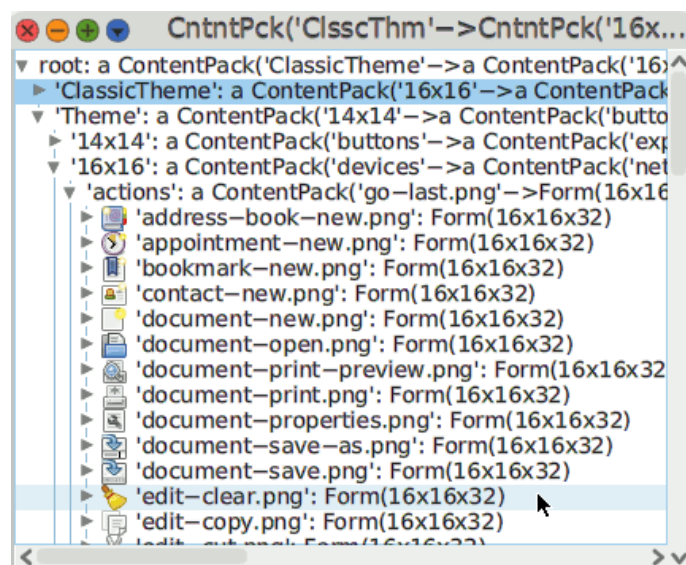 CntntPck('ClsscThm'–>CntntPck('16x...
root: a ContentPack('ClassicTheme'–>a ContentPack('16x
'ClassicTheme': a ContentPack('16x16'–>a ContentPack
'Theme': a ContentPack('14x14'–>a ContentPack('butto
'14x14': a ContentPack('buttons'–>a ContentPack('exp
'16x16': a ContentPack('devices'–>a ContentPack('net
'actions': a ContentPack('go–last.png'–>Form(16x16
'address–book–new.png': Form(16x16x32)
'appointment–new.png': Form(16x16x32)
'bookmark–new.png': Form(16x16x32)
'contact–new.png': Form(16x16x32)
'document–new.png': Form(16x16x32)
'document–open.png': Form(16x16x32)
'document–print–preview.png': Form(16x16x32
'document–print.png': Form(16x16x32)
'document–properties.png': Form(16x16x32)
'document–save–as.png': Form(16x16x32)
'document–save.png': Form(16x16x32)
'edit–clear.png': Form(16x16x32)
'edit–copy.png': Form(16x16x32)
'edit–cut.png': Form(16x16x32)